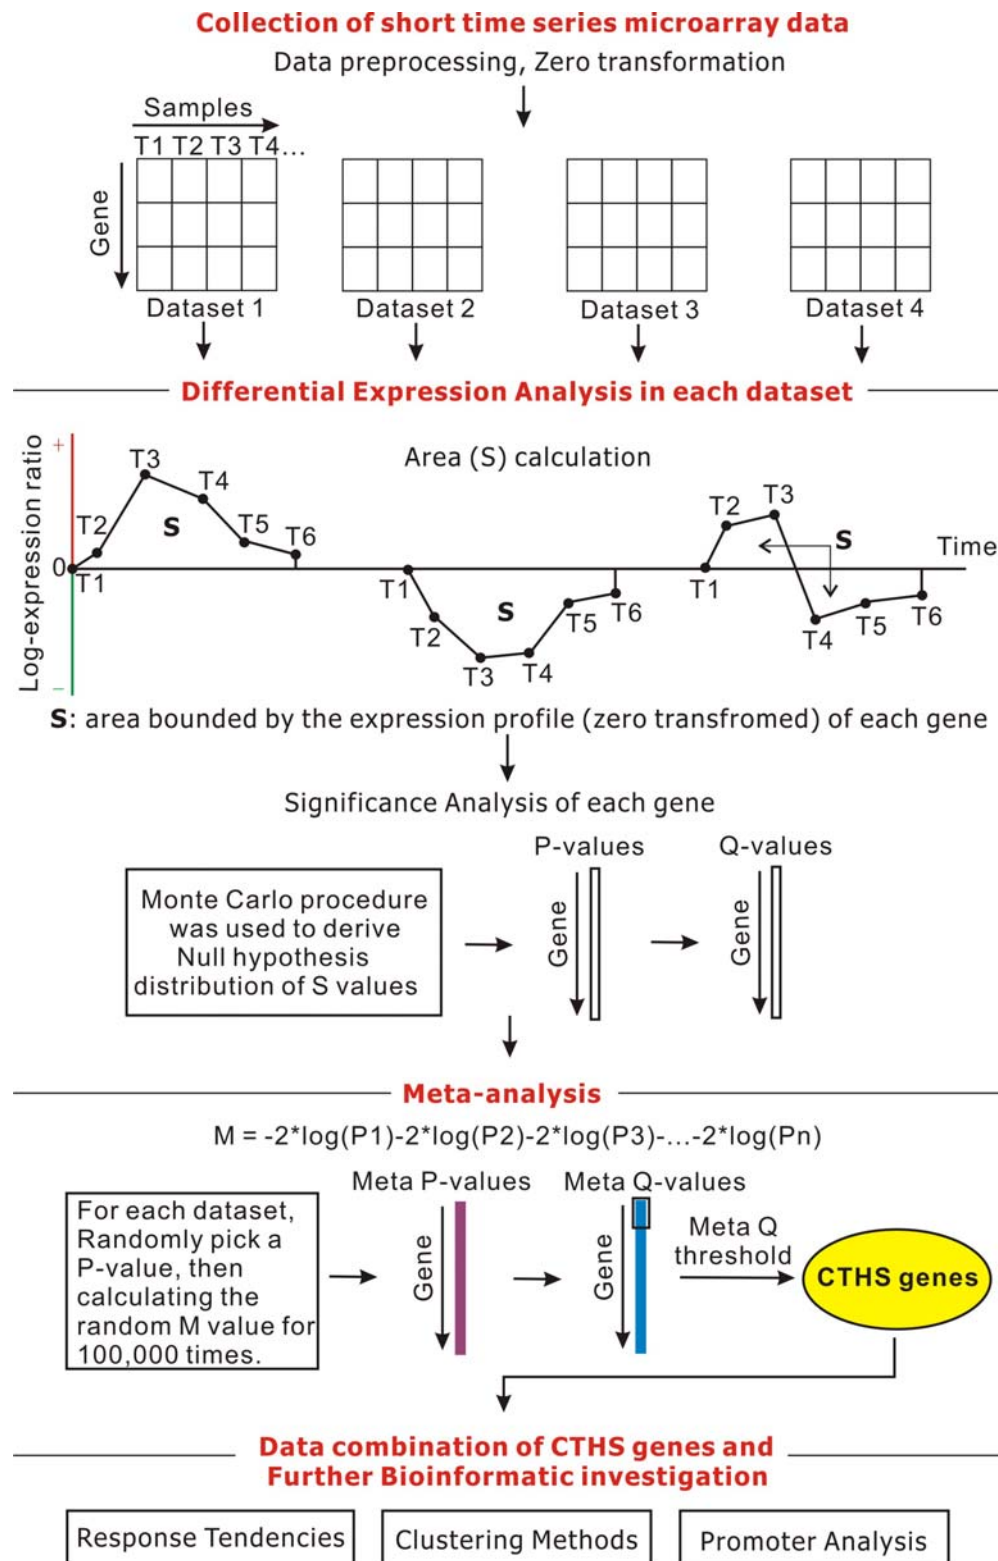 Collection of short time series microarray data
Data preprocessing, Zero transformation
Samples
T1 T2 T3 T4...
Gene
Dataset 1
Dataset 2
Dataset 3
Dataset 4
Differential Expression Analysis in each dataset
Log-expression ratio
+
0
-
Area (S) calculation
T1
T2
T3
T4
T5
T6
S
T1
T2
T3
T4
T5
T6
S
T1
T2
T3
T4
T5
T6
S
Time
S: area bounded by the expression profile (zero transfromed) of each gene
Significance Analysis of each gene
Monte Carlo procedure
was used to derive
Null hypothesis
distribution of S values
P-values
Gene
Q-values
Gene
Meta-analysis
M = -2*log(P1)-2*log(P2)-2*log(P3)-...-2*log(Pn)
For each dataset,
Randomly pick a
P-value, then
calculating the
random M value for
100,000 times.
Meta P-values
Gene
Meta Q-values
Gene
Meta Q
threshold
CTHS genes
Data combination of CTHS genes and
Further Bioinformatic investigation
Response Tendencies
Clustering Methods
Promoter Analysis